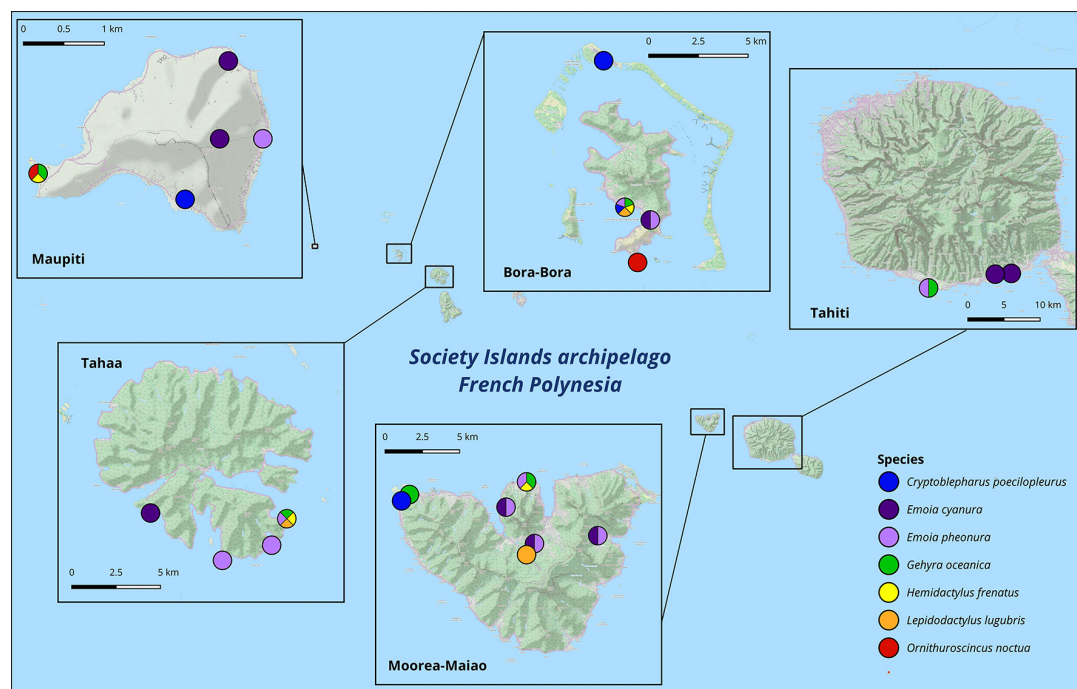 0 0.5 1 km
Maupiti
0 2.5 5 km
Bora-Bora
Tahiti
0 5 10 km
Tahaa
0 2.5 5 km
Society Islands archipelago
French Polynesia
0 2.5 5 km
Moorea-Maiao
Species
Cryptoblepharus poecilopleurus
Emoia cyanura
Emoia pheonura
Gehyra oceanica
Hemidactylus frenatus
Lepidodactylus lugubris
Ornithuroscincus noctua